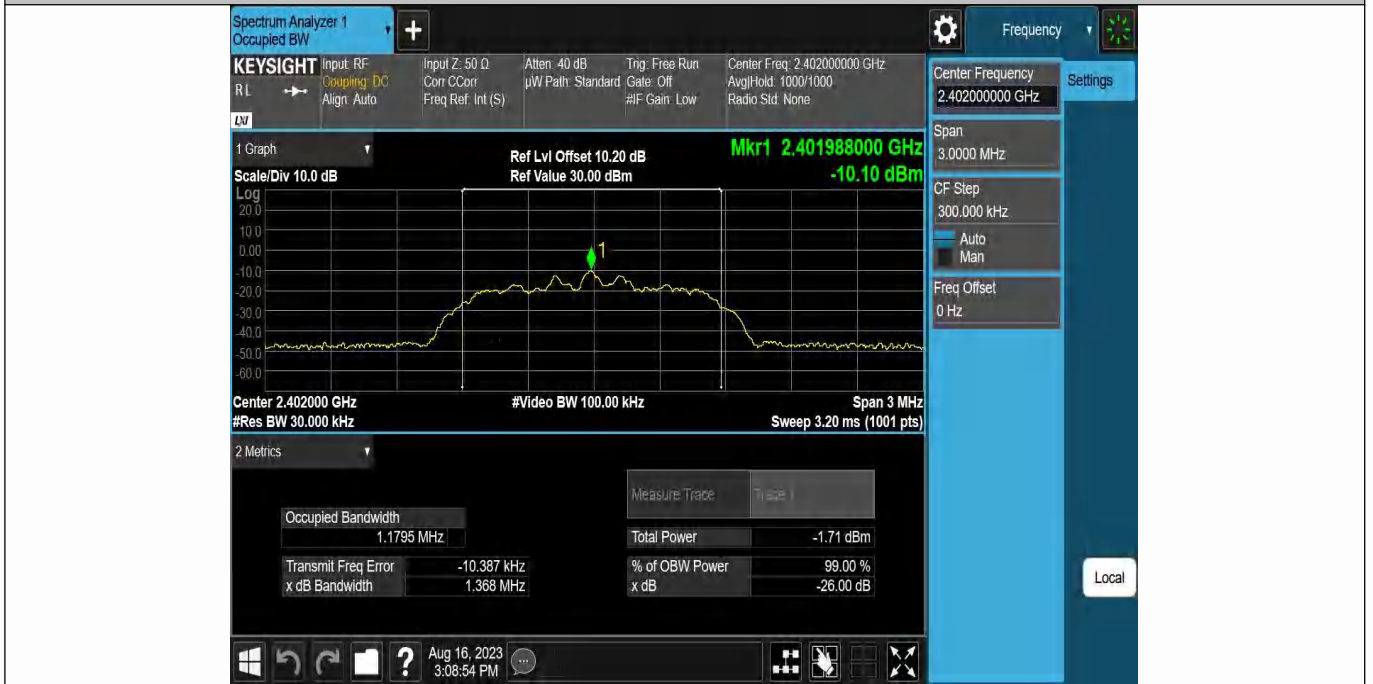 Spectrum Analyzer 1
Occupied BW
+
Frequency
KEYSIGHT
RL
LXI
Input: RF
Coupling: DC
Align: Auto
Input Z: 50 Ω
Corr CCorr
Freq Ref: Int (S)
Atten: 40 dB
µW Path: Standard
Trig: Free Run
Gate: Off
#IF Gain: Low
Center Freq: 2.402000000 GHz
Avg|Hold: 1000/1000
Radio Std: None
1 Graph
Scale/Div 10.0 dB
Ref Lvl Offset 10.20 dB
Ref Value 30.00 dBm
Mkr1 2.401988000 GHz
-10.10 dBm
Log
20.0
10.0
0.00
-10.0
-20.0
-30.0
-40.0
-50.0
-60.0
1
Center 2.402000 GHz
#Res BW 30.000 kHz
#Video BW 100.00 kHz
Span 3 MHz
Sweep 3.20 ms (1001 pts)
2 Metrics
Measure Trace
Trace 1
Occupied Bandwidth
1.1795 MHz
Total Power
-1.71 dBm
Transmit Freq Error
-10.387 kHz
% of OBW Power
99.00 %
x dB Bandwidth
1.368 MHz
x dB
-26.00 dB
Center Frequency
2.402000000 GHz
Settings
Span
3.0000 MHz
CF Step
300.000 kHz
Auto
Man
Freq Offset
0 Hz
Local
?
Aug 16, 2023
3:08:54 PM